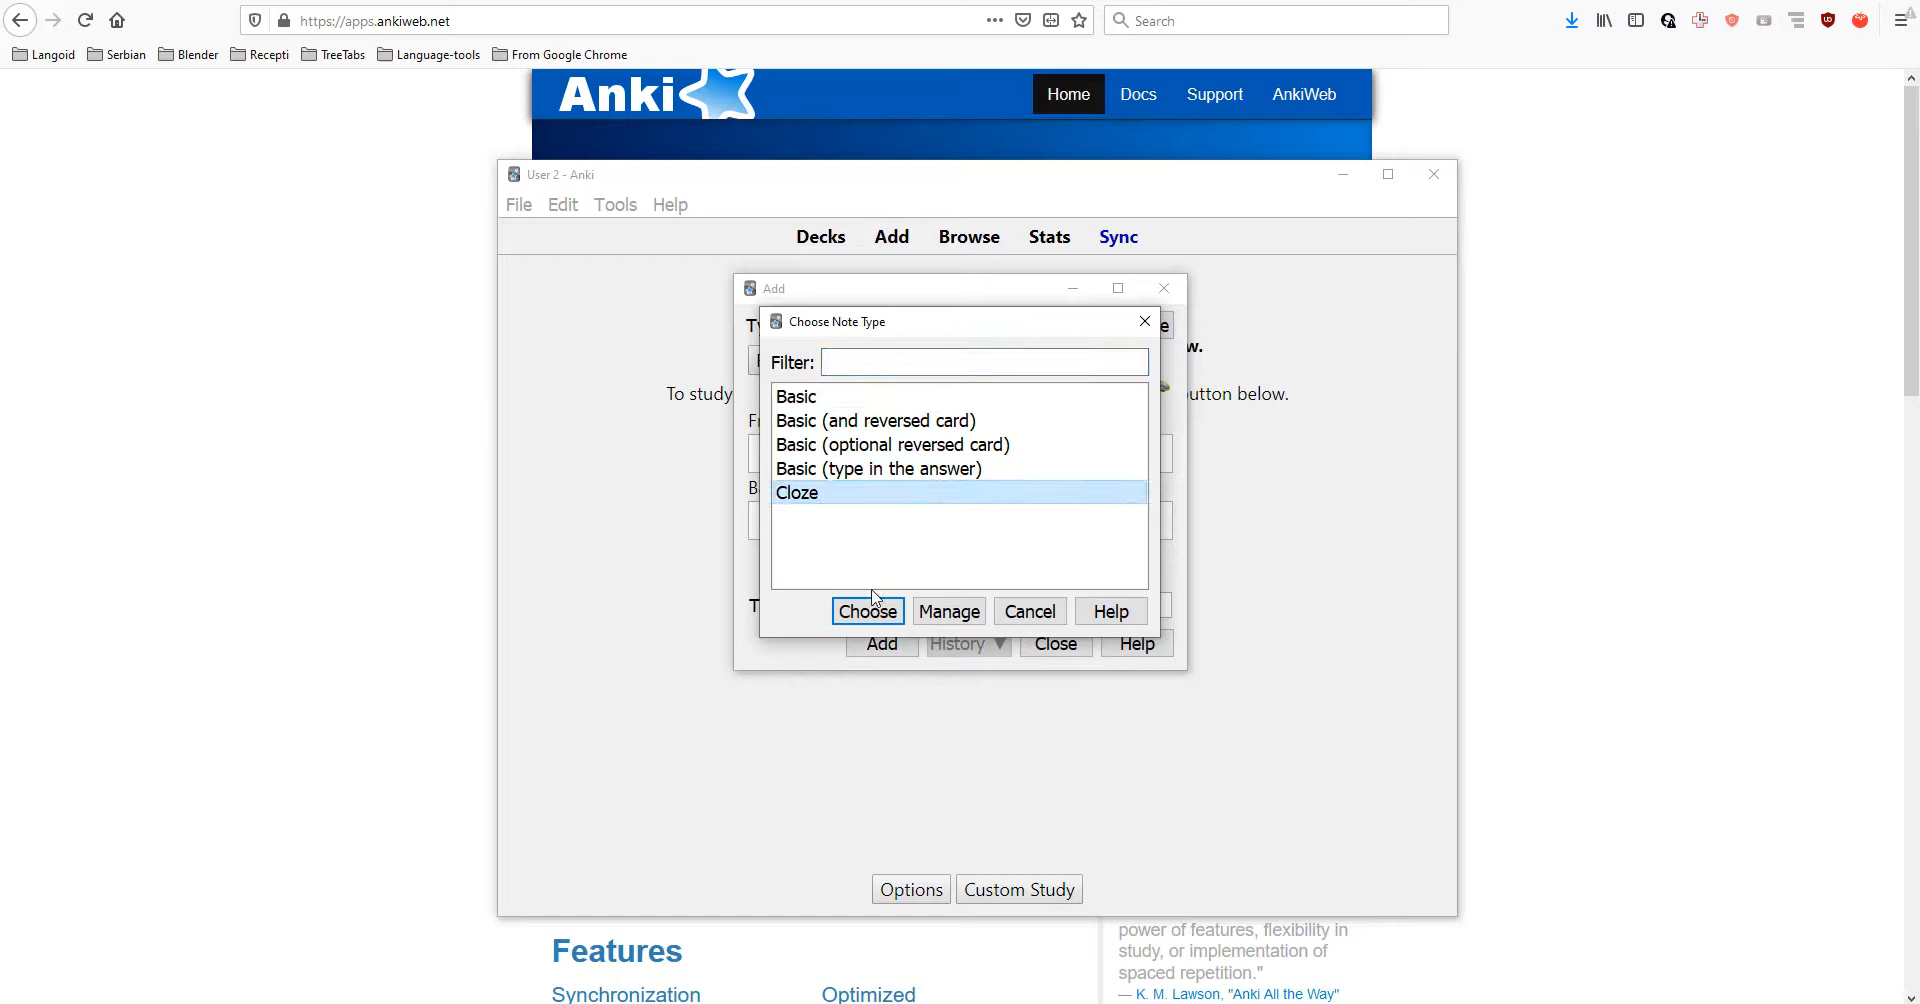 https://apps.ankiweb.net
Search
Langoid Serbian Blender Recepti TreeTabs Language-tools From Google Chrome
Anki
Home Docs Support AnkiWeb
User 2 - Anki
File Edit Tools Help
Decks Add Browse Stats Sync
Add
Choose Note Type
Filter:
w.
To study
utton below.
Basic
Basic (and reversed card)
Basic (optional reversed card)
Basic (type in the answer)
Cloze
Choose Manage Cancel Help
Add History ▼ Close Help
Options Custom Study
Features
Synchronization
Optimized
power of features, flexibility in
study, or implementation of
spaced repetition."
— K. M. Lawson, "Anki All the Way"